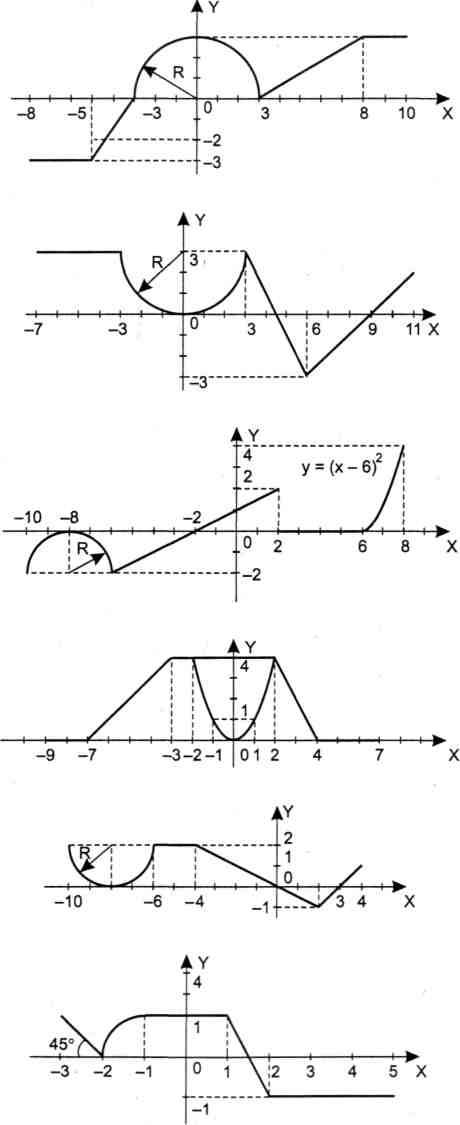 Y
R
–8 –5 –3 0 3 8 10 X
–2
–3
Y
3
R
–7 –3 0 3 6 9 11 X
–3
Y
4
y = (x – 6)²
2
–10 –8 –2
R
0 2 6 8 X
–2
Y
4
1
–9 –7 –3 –2 –1 0 1 2 4 7 X
Y
2
R
1
0
–10 –6 –4 –1 3 4 X
Y
4
1
45°
–3 –2 –1 0 1 2 3 4 5 X
–1